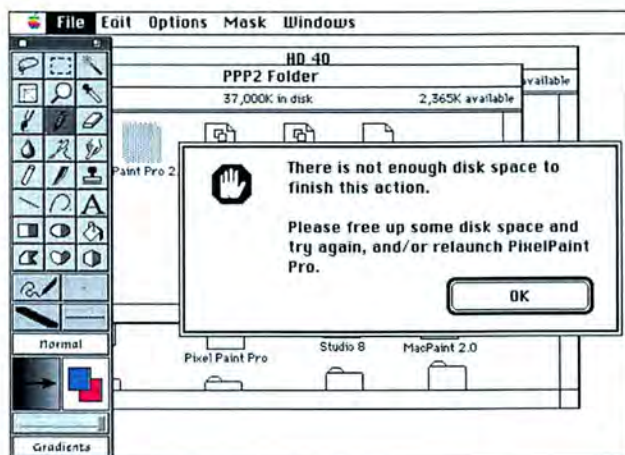 File Edit Options Mask Windows
HD 40
PPP2 Folder
available
37,000K in disk 2,365K available
Paint Pro 2.
There is not enough disk space to
finish this action.
Please free up some disk space and
try again, and/or relaunch PixelPaint
Pro.
OK
A
Normal
Pixel Paint Pro Studio 8 MacPaint 2.0
Gradients